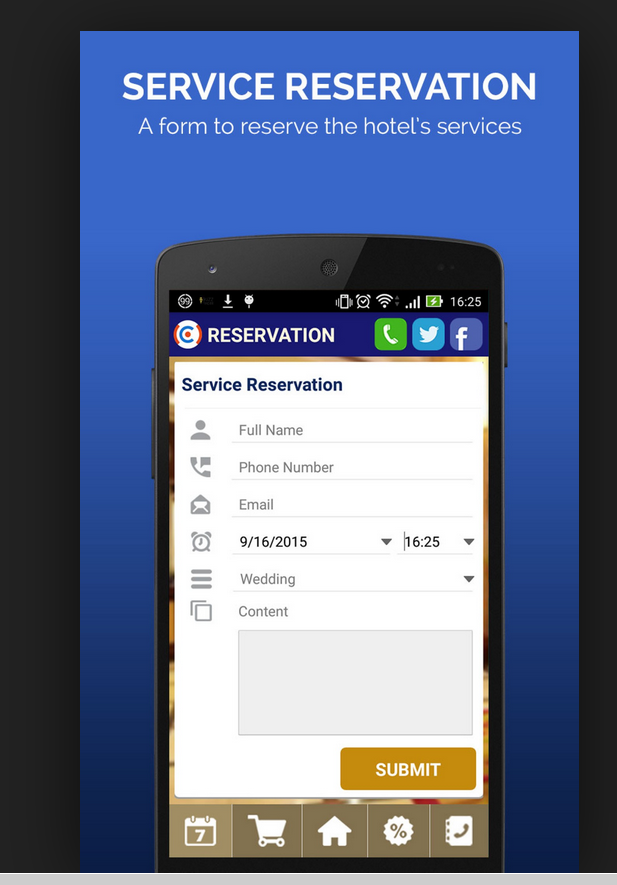 SERVICE RESERVATION
A form to reserve the hotel's services
99
16:25
RESERVATION
Service Reservation
Full Name
Phone Number
Email
9/16/2015 16:25
Wedding
Content
SUBMIT
7
%